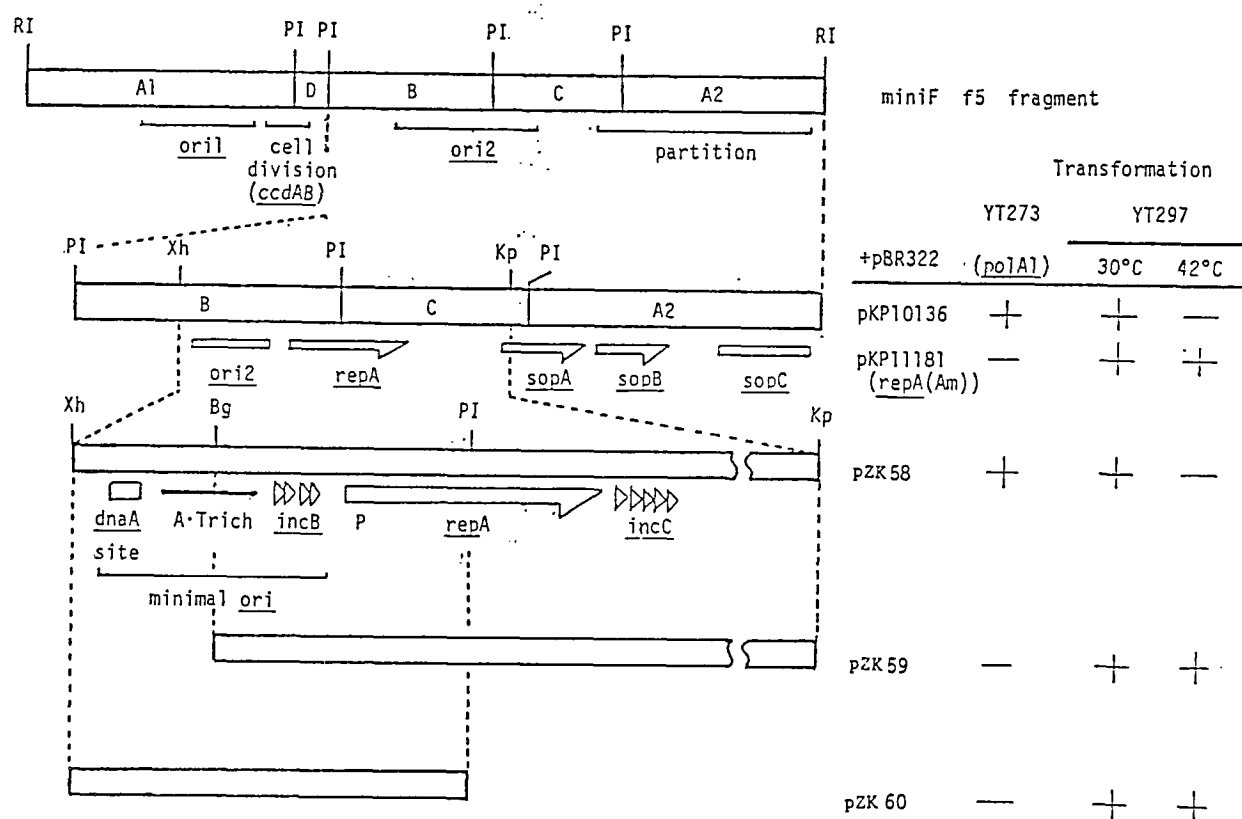 RI PI PI PI. PI RI
A1 D B C A2
miniF f5 fragment
ori1 cell ori2 partition
division
(ccdAB)
Transformation
YT273 YT297
+pBR322 (polA1) 30°C 42°C
PI Xh PI Kp PI
B C A2
pKP10136 + + —
ori2 repA sopA sopB sopC
pKP11181 — + +
(repA(Am))
Xh Bg PI Kp
pZK58 + + —
dnaA A·Trich incB P repA incC
site
minimal ori
pZK59 — + +
pZK60 — + +